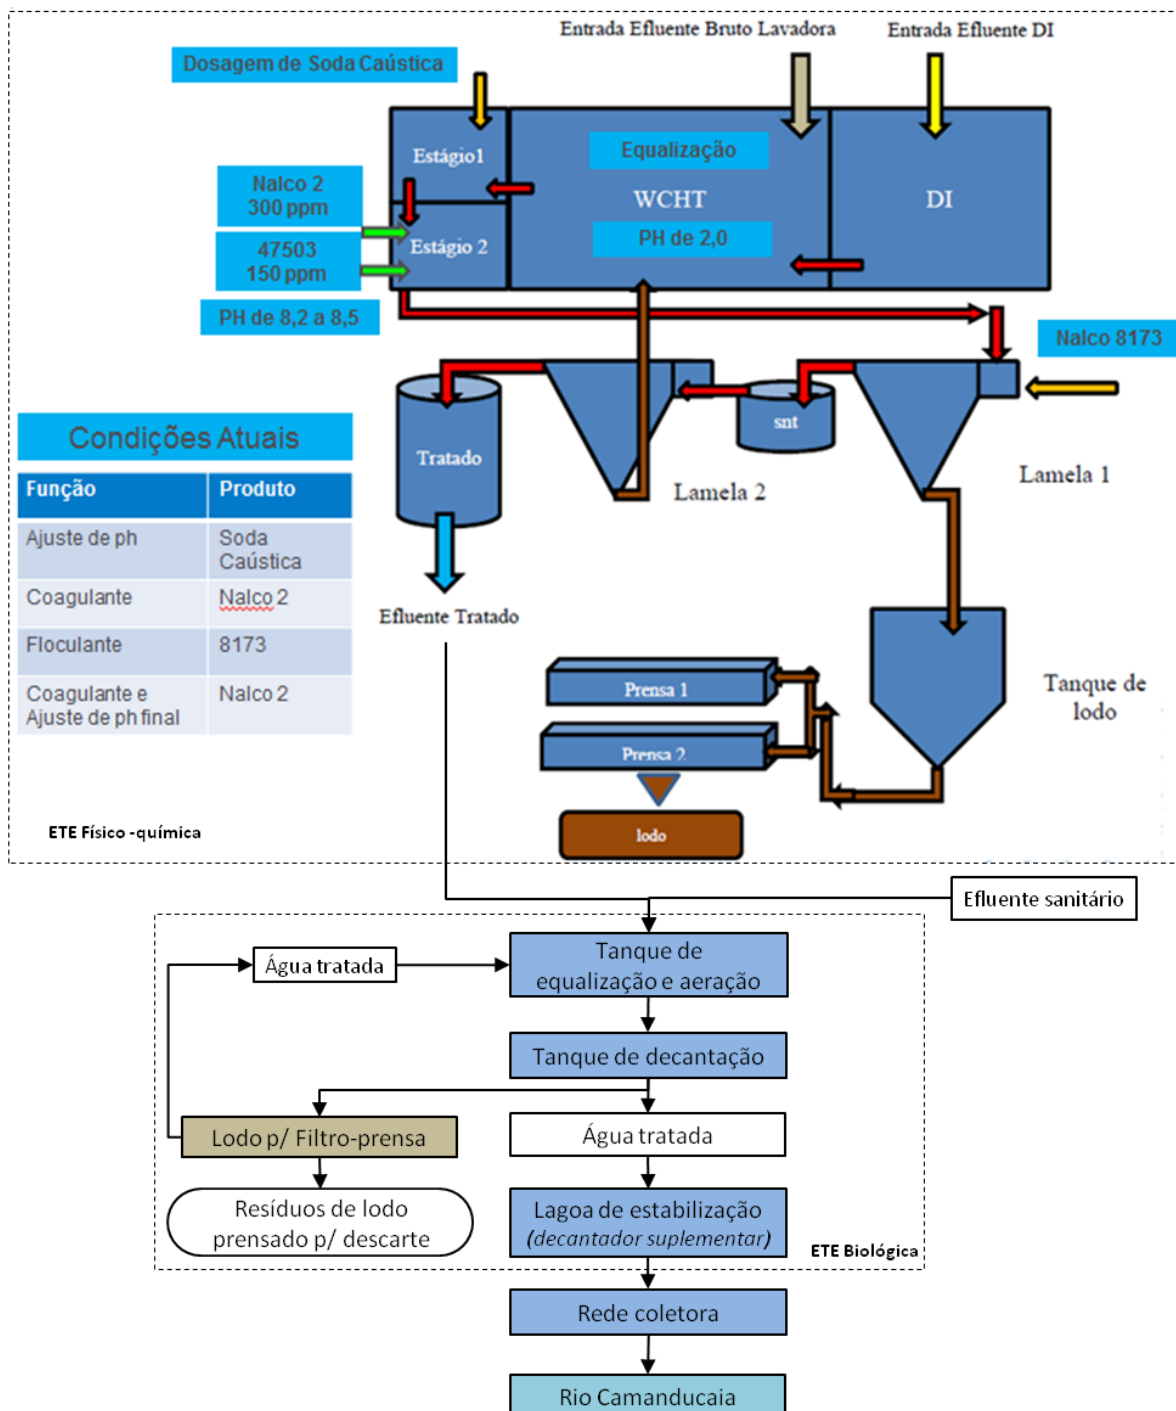 Entrada Efluente Bruto Lavadora
Entrada Efluente DI
Dosagem de Soda Caústica
Estágio1
Equalização
WCHT
DI
PH de 2,0
Nalco 2
300 ppm
Estágio 2
47503
150 ppm
PH de 8,2 a 8,5
Nalco 8173
snt
Tratado
Lamela 2
Lamela 1
Condições Atuais
Função Produto
Ajuste de ph Soda
Caústica
Coagulante Nalco 2
Floculante 8173
Coagulante e Nalco 2
Ajuste de ph final
Efluente Tratado
Prensa 1
Prensa 2
Tanque de
lodo
lodo
ETE Físico -química
Efluente sanitário
Tanque de
equalização e aeração
Água tratada
Tanque de decantação
Lodo p/ Filtro-prensa
Água tratada
Resíduos de lodo
prensado p/ descarte
Lagoa de estabilização
(decantador suplementar)
ETE Biológica
Rede coletora
Rio Camanducaia